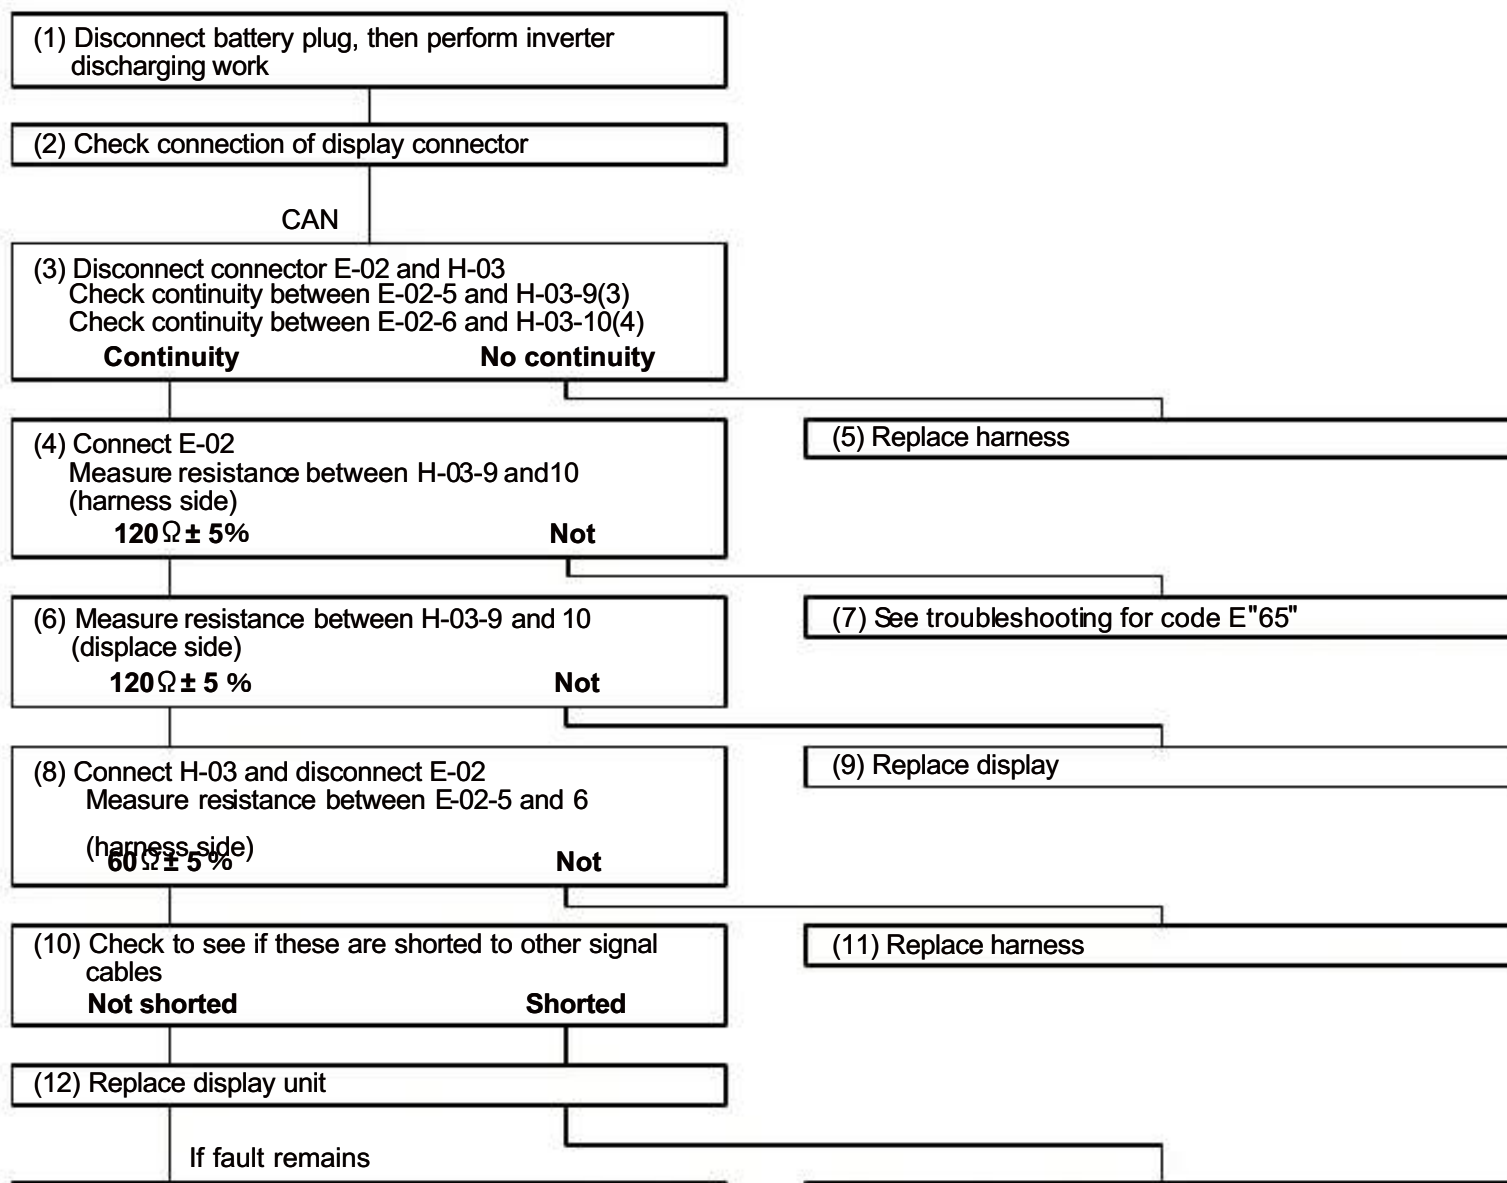 (1) Disconnect battery plug, then perform inverter
discharging work
(2) Check connection of display connector
CAN
(3) Disconnect connector E-02 and H-03
Check continuity between E-02-5 and H-03-9(3)
Check continuity between E-02-6 and H-03-10(4)
Continuity No continuity
(4) Connect E-02
Measure resistance between H-03-9 and10
(harness side)
120Ω± 5% Not
(5) Replace harness
(6) Measure resistance between H-03-9 and 10
(displace side)
120Ω± 5 % Not
(7) See troubleshooting for code E"65"
(8) Connect H-03 and disconnect E-02
Measure resistance between E-02-5 and 6
(harness side)
60Ω± 5% Not
(9) Replace display
(10) Check to see if these are shorted to other signal
cables
Not shorted Shorted
(11) Replace harness
(12) Replace display unit
If fault remains